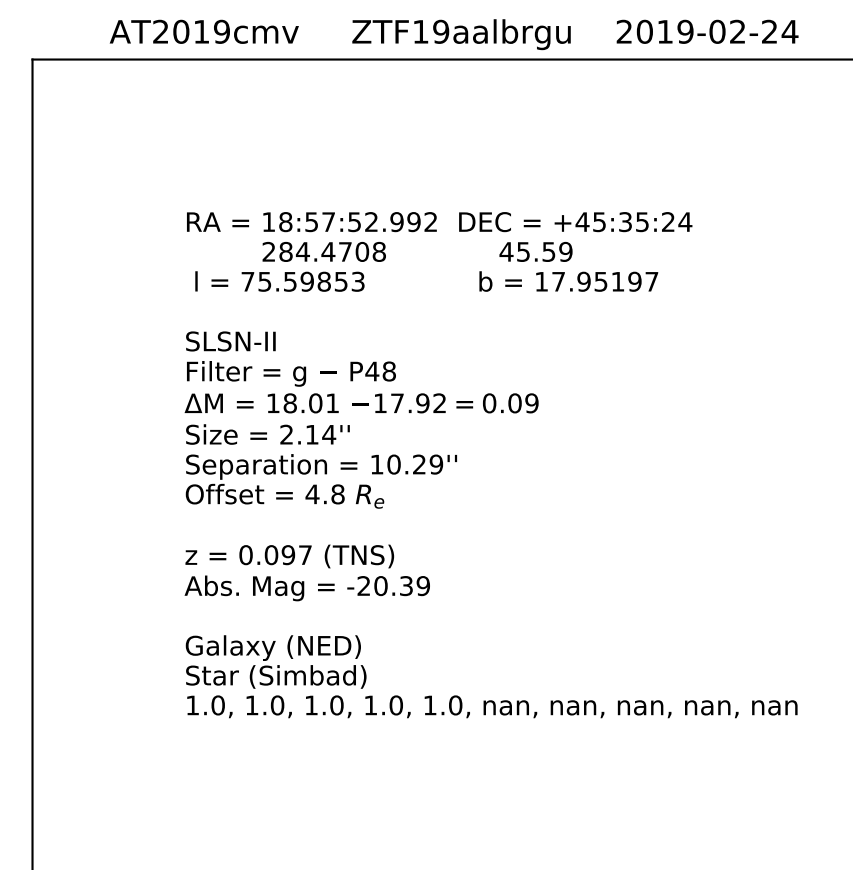 AT2019cmv ZTF19aalbrgu 2019-02-24
RA = 18:57:52.992 DEC = +45:35:24
284.4708 45.59
l = 75.59853 b = 17.95197
SLSN-II
Filter = g − P48
ΔM = 18.01 −17.92 = 0.09
Size = 2.14''
Separation = 10.29''
Offset = 4.8 Re
z = 0.097 (TNS)
Abs. Mag = -20.39
Galaxy (NED)
Star (Simbad)
1.0, 1.0, 1.0, 1.0, 1.0, nan, nan, nan, nan, nan